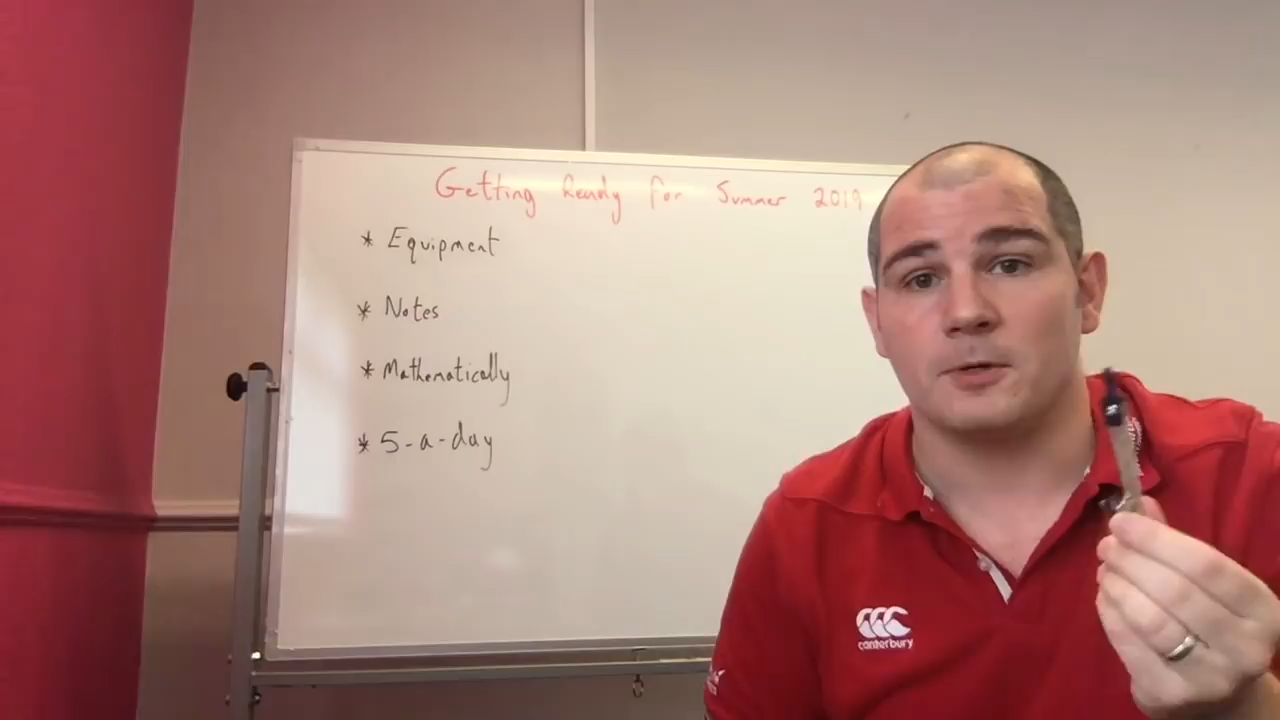 Getting Ready for Summer 2019
* Equipment
* Notes
* Mathematically
* 5-a-day
canterbury